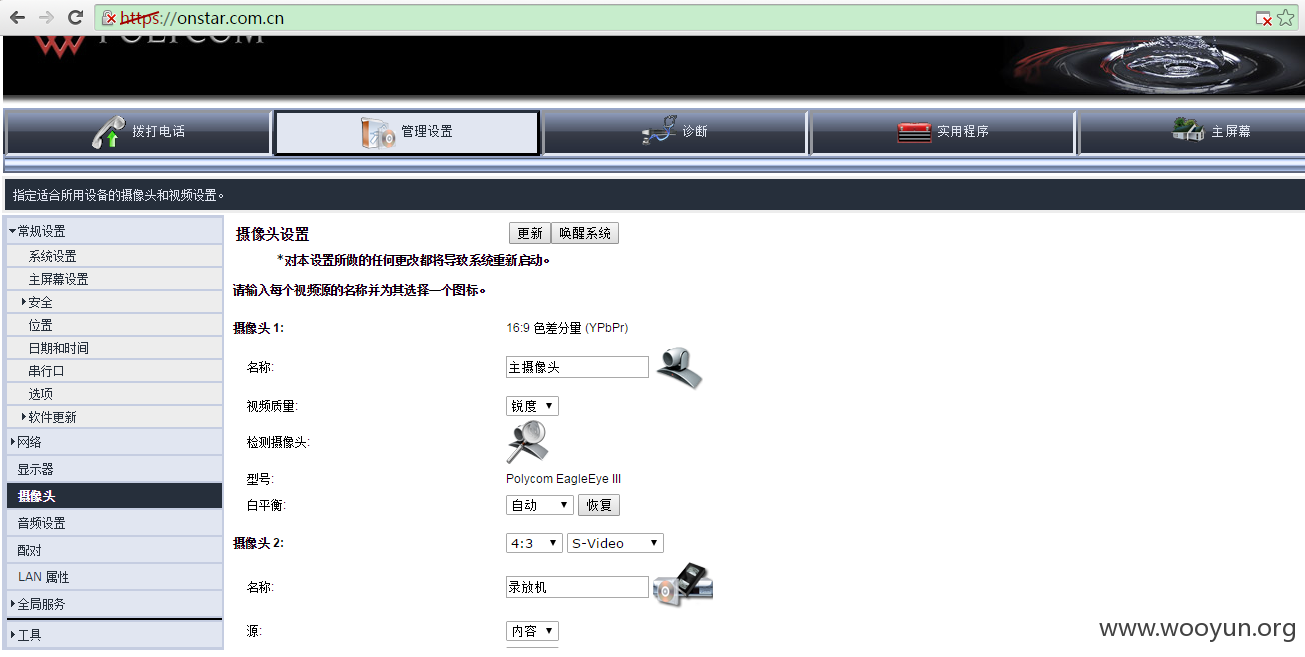 https://onstar.com.cn
POLYCOM
拨打电话
管理设置
诊断
实用程序
主屏幕
指定适合所用设备的摄像头和视频设置。
常规设置
系统设置
主屏幕设置
安全
位置
日期和时间
串行口
选项
软件更新
网络
显示器
摄像头
音频设置
配对
LAN 属性
全局服务
工具
摄像头设置 更新 唤醒系统
*对本设置所做的任何更改都将导致系统重新启动。
请输入每个视频源的名称并为其选择一个图标。
摄像头 1: 16:9 色差分量 (YPbPr)
名称: 主摄像头
视频质量: 锐度
检测摄像头:
型号: Polycom EagleEye III
白平衡: 自动 恢复
摄像头 2: 4:3 S-Video
名称: 录放机
源: 内容
www.wooyun.org